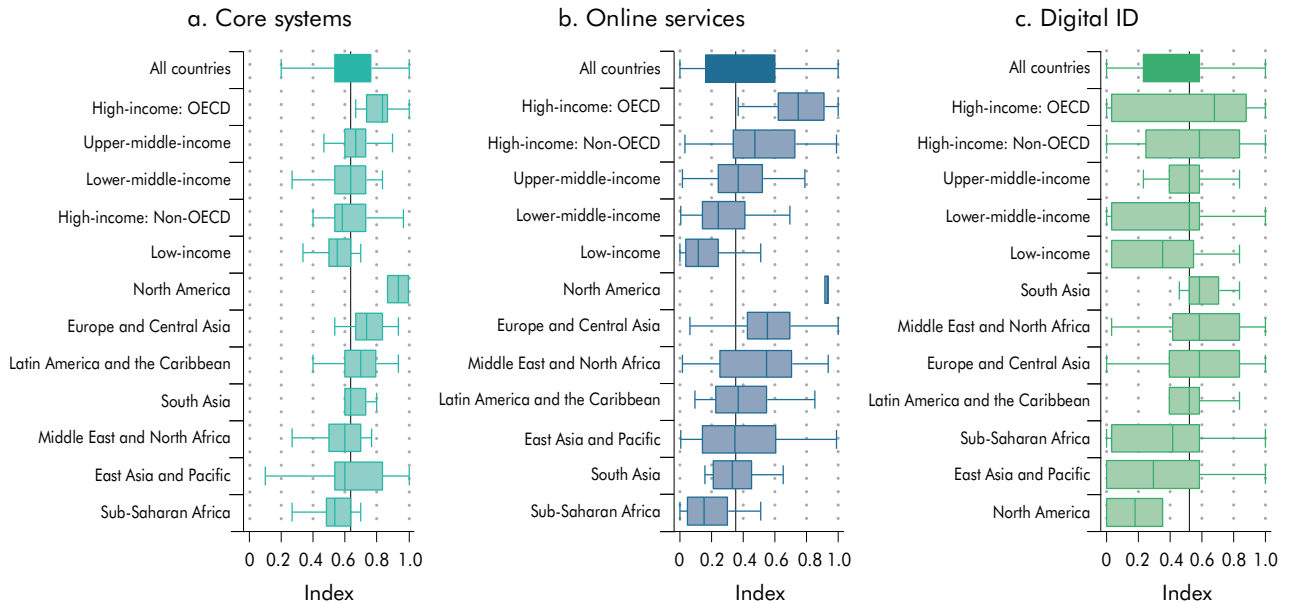 a. Core systems
All countries
High-income: OECD
Upper-middle-income
Lower-middle-income
High-income: Non-OECD
Low-income
North America
Europe and Central Asia
Latin America and the Caribbean
South Asia
Middle East and North Africa
East Asia and Pacific
Sub-Saharan Africa
0 0.2 0.4 0.6 0.8 1.0
Index
b. Online services
All countries
High-income: OECD
High-income: Non-OECD
Upper-middle-income
Lower-middle-income
Low-income
North America
Europe and Central Asia
Middle East and North Africa
Latin America and the Caribbean
East Asia and Pacific
South Asia
Sub-Saharan Africa
0 0.2 0.4 0.6 0.8 1.0
Index
c. Digital ID
All countries
High-income: OECD
High-income: Non-OECD
Upper-middle-income
Lower-middle-income
Low-income
South Asia
Middle East and North Africa
Europe and Central Asia
Latin America and the Caribbean
Sub-Saharan Africa
East Asia and Pacific
North America
0 0.2 0.4 0.6 0.8 1.0
Index